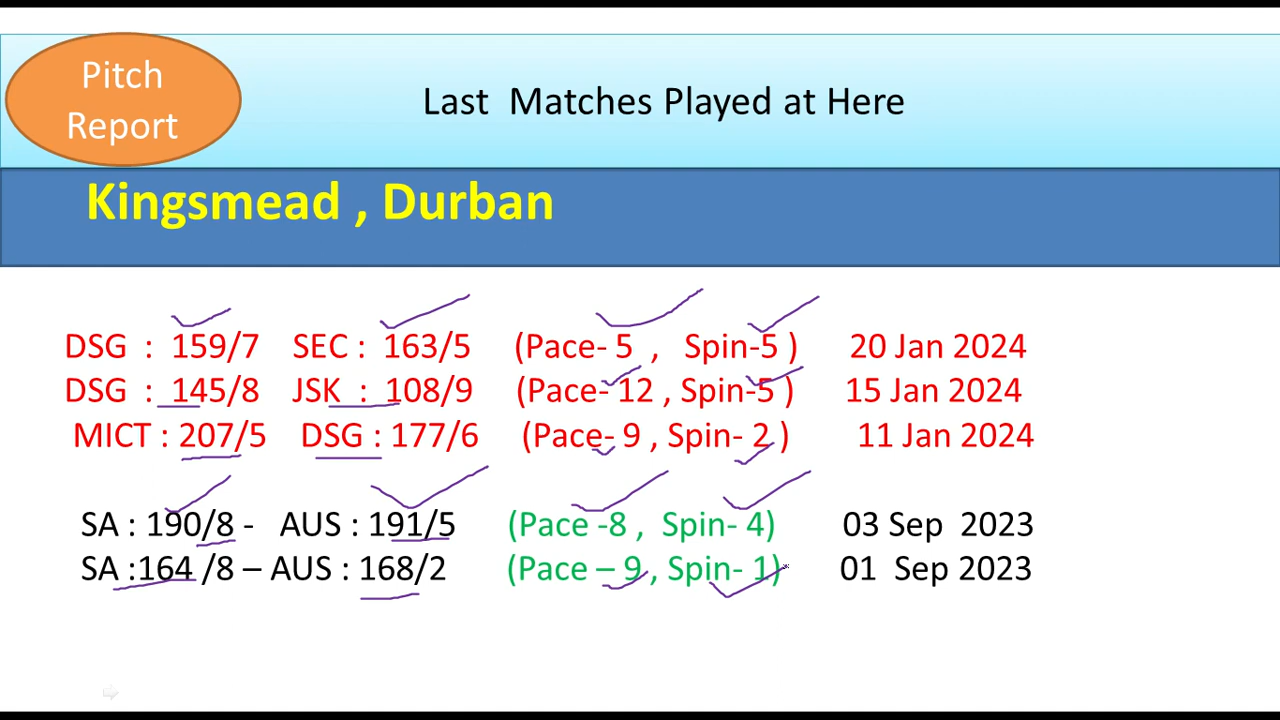 Pitch
Report
Last Matches Played at Here
Kingsmead , Durban
DSG : 159/7 SEC : 163/5 (Pace- 5 , Spin-5 ) 20 Jan 2024
DSG : 145/8 JSK : 108/9 (Pace- 12 , Spin-5 ) 15 Jan 2024
MICT : 207/5 DSG : 177/6 (Pace- 9 , Spin- 2 ) 11 Jan 2024
SA : 190/8 - AUS : 191/5 (Pace -8 , Spin- 4) 03 Sep 2023
SA :164 /8 – AUS : 168/2 (Pace – 9 , Spin- 1) 01 Sep 2023